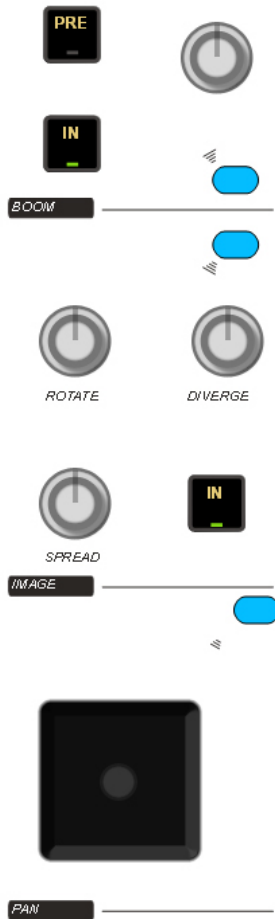 PRE
IN
BOOM
ROTATE DIVERGE
IN
SPREAD
IMAGE
PAN